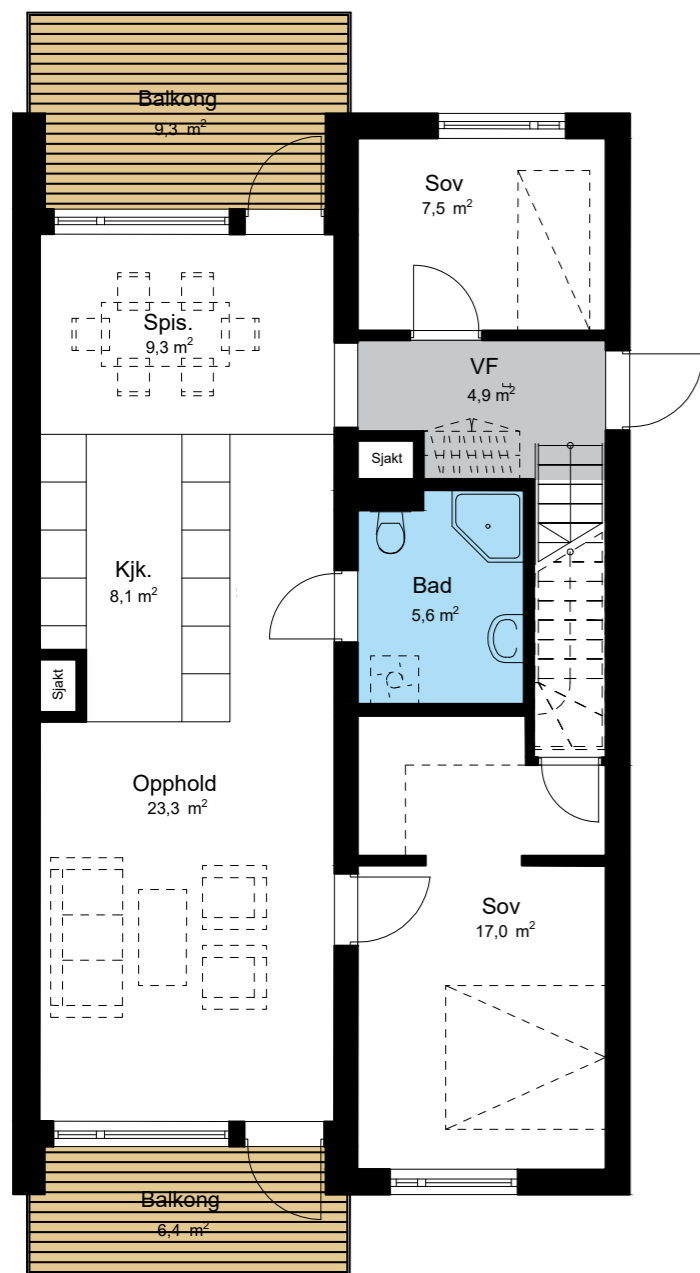 Balkong
9,3 m²
Sov
7,5 m²
Spis.
9,3 m²
VF
4,9 m²
Sjakt
Kjk.
8,1 m²
Bad
5,6 m²
Sjakt
Opphold
23,3 m²
Sov
17,0 m²
Balkong
6,4 m²